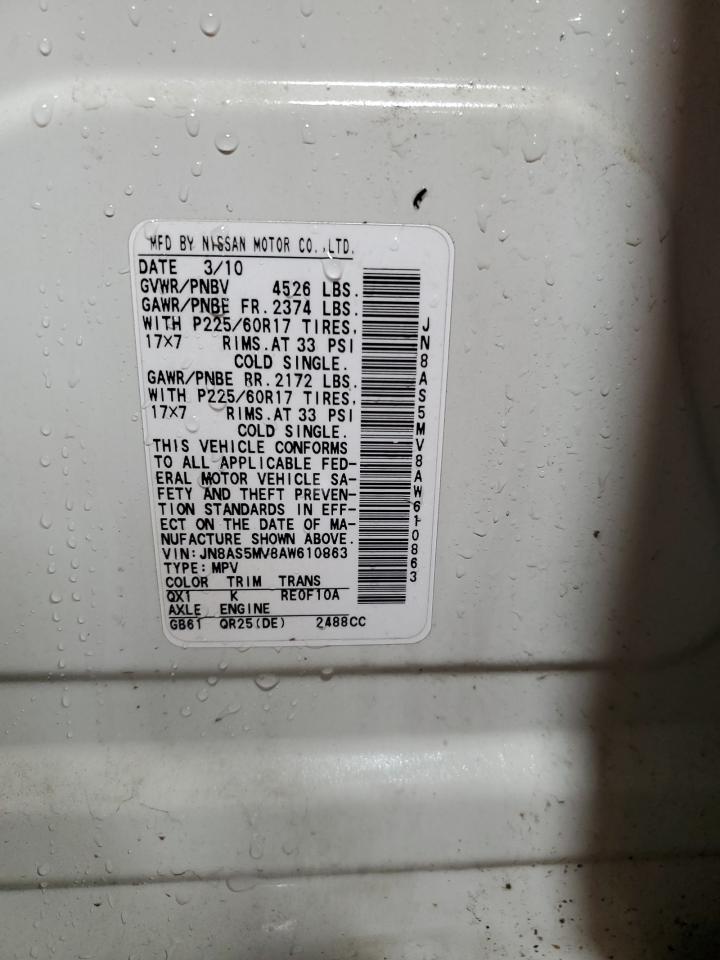 MFD BY NISSAN MOTOR CO.,LTD.
DATE 3/10
GVWR/PNBV 4526 LBS.
GAWR/PNBE FR.2374 LBS.
WITH P225/60R17 TIRES,
17×7 RIMS.AT 33 PSI
COLD SINGLE.
GAWR/PNBE RR.2172 LBS.
WITH P225/60R17 TIRES,
17×7 RIMS.AT 33 PSI
COLD SINGLE.
THIS VEHICLE CONFORMS
TO ALL APPLICABLE FED-
ERAL MOTOR VEHICLE SA-
FETY AND THEFT PREVEN-
TION STANDARDS IN EFF-
ECT ON THE DATE OF MA-
NUFACTURE SHOWN ABOVE.
VIN:JN8AS5MV8AW610863
TYPE:MPV
COLOR TRIM TRANS
QX1 K RE0F10A
AXLE ENGINE
GB61 QR25(DE) 2488CC
JN8AS5MV8AW610863